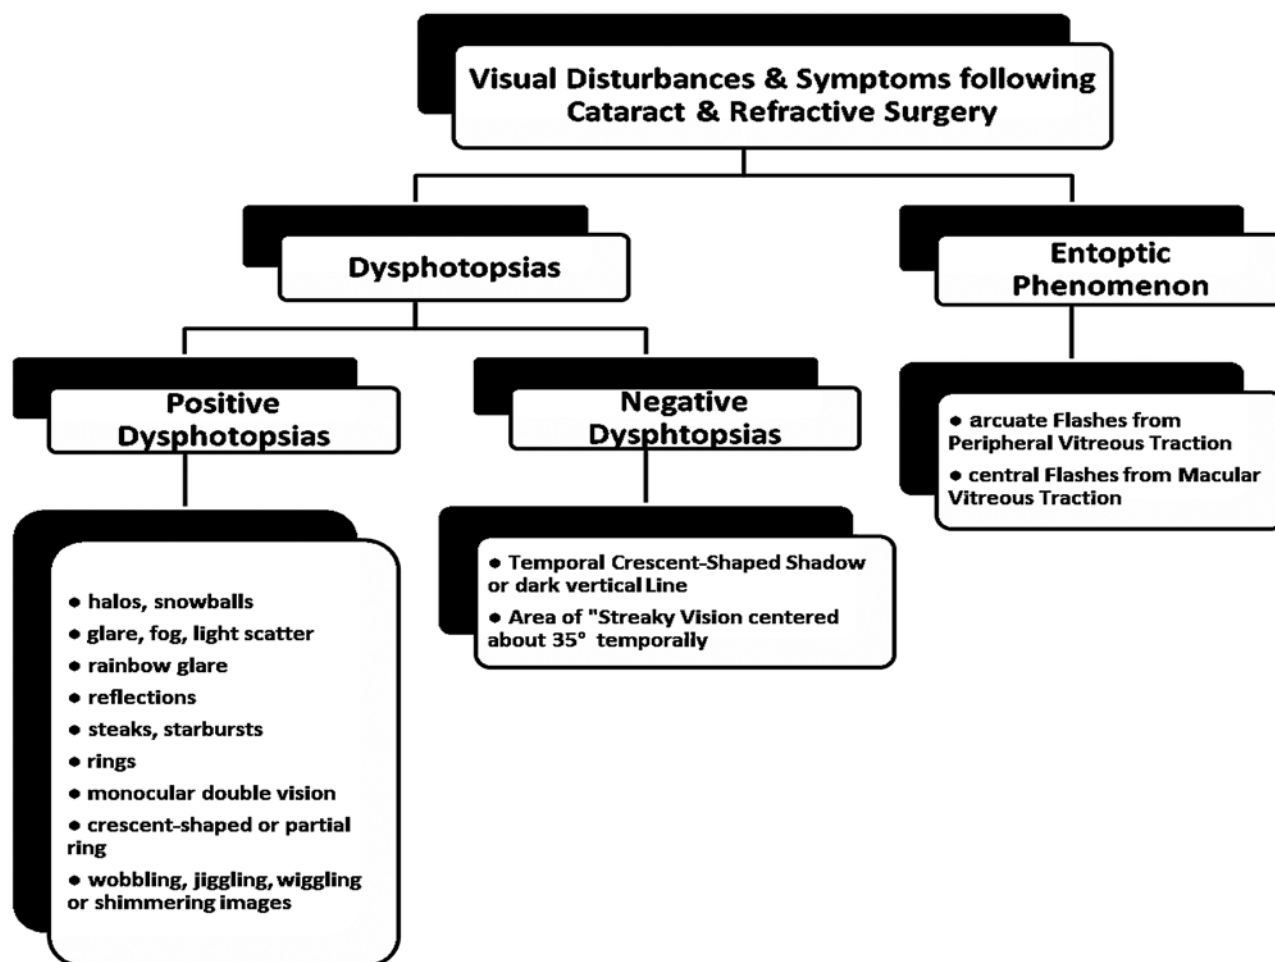 Visual Disturbances & Symptoms following
Cataract & Refractive Surgery
Dysphotopsias
Entoptic
Phenomenon
Positive
Dysphotopsias
Negative
Dysphtopsias
● arcuate Flashes from
Peripheral Vitreous Traction
● central Flashes from Macular
Vitreous Traction
● halos, snowballs
● glare, fog, light scatter
● rainbow glare
● reflections
● steaks, starbursts
● rings
● monocular double vision
● crescent-shaped or partial
ring
● wobbling, jiggling, wiggling
or shimmering images
● Temporal Crescent-Shaped Shadow
or dark vertical Line
● Area of "Streaky Vision centered
about 35° temporally